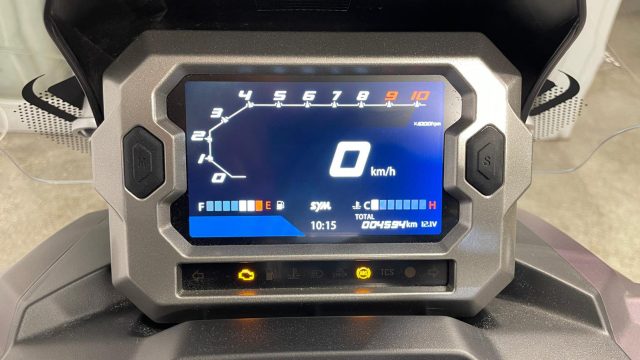 4 5 6 7 8 9 10
3
2
1
0
x1000rpm
0 km/h
M
S
F E SYM C H
10:15
TOTAL
004594 km 12.1V
ABS TCS